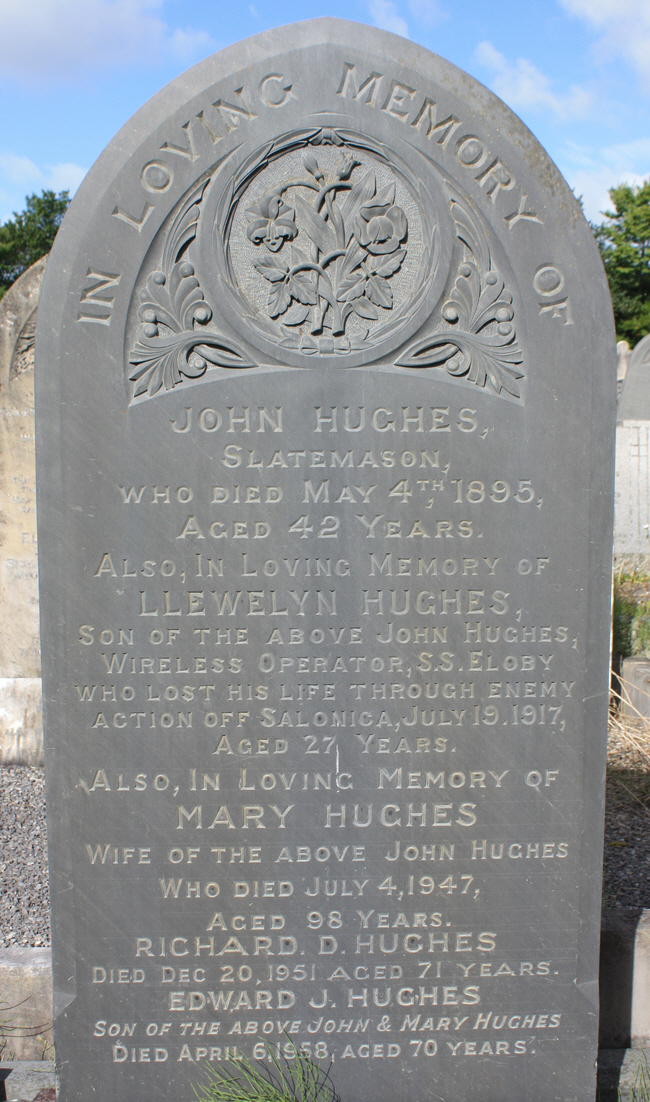 IN LOVING MEMORY OF
JOHN HUGHES,
SLATEMASON,
WHO DIED MAY 4TH, 1895,
AGED 42 YEARS.
ALSO, IN LOVING MEMORY OF
LLEWELYN HUGHES,
SON OF THE ABOVE JOHN HUGHES,
WIRELESS OPERATOR, S.S. ELOBY
WHO LOST HIS LIFE THROUGH ENEMY
ACTION OFF SALONICA, JULY 19. 1917,
AGED 27 YEARS.
ALSO, IN LOVING MEMORY OF
MARY HUGHES
WIFE OF THE ABOVE JOHN HUGHES
WHO DIED JULY 4, 1947,
AGED 98 YEARS.
RICHARD. D. HUGHES
DIED DEC 20, 1951 AGED 71 YEARS.
EDWARD J. HUGHES
SON OF THE ABOVE JOHN & MARY HUGHES
DIED APRIL 6, 1958, AGED 70 YEARS.